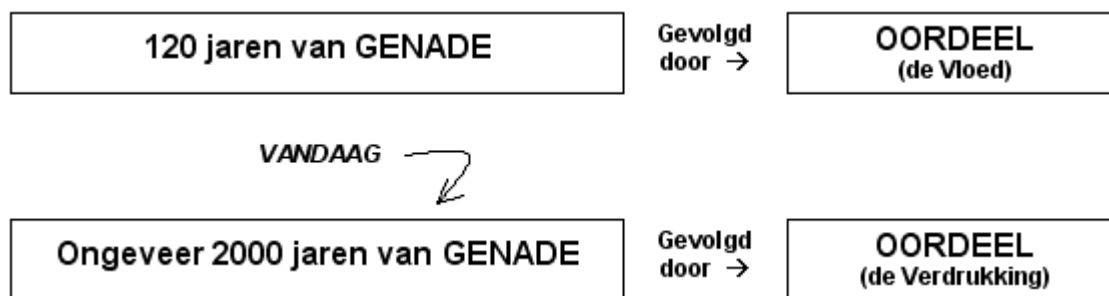 120 jaren van GENADE
Gevolgd
door →
OORDEEL
(de Vloed)
VANDAAG
Ongeveer 2000 jaren van GENADE
Gevolgd
door →
OORDEEL
(de Verdrukking)